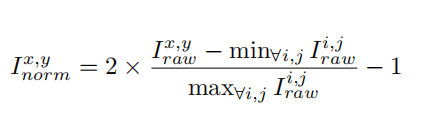 I_{norm}^{x,y} = 2 \times \frac{I_{raw}^{x,y} - \min_{\forall i,j} I_{raw}^{i,j}}{\max_{\forall i,j} I_{raw}^{i,j}} - 1